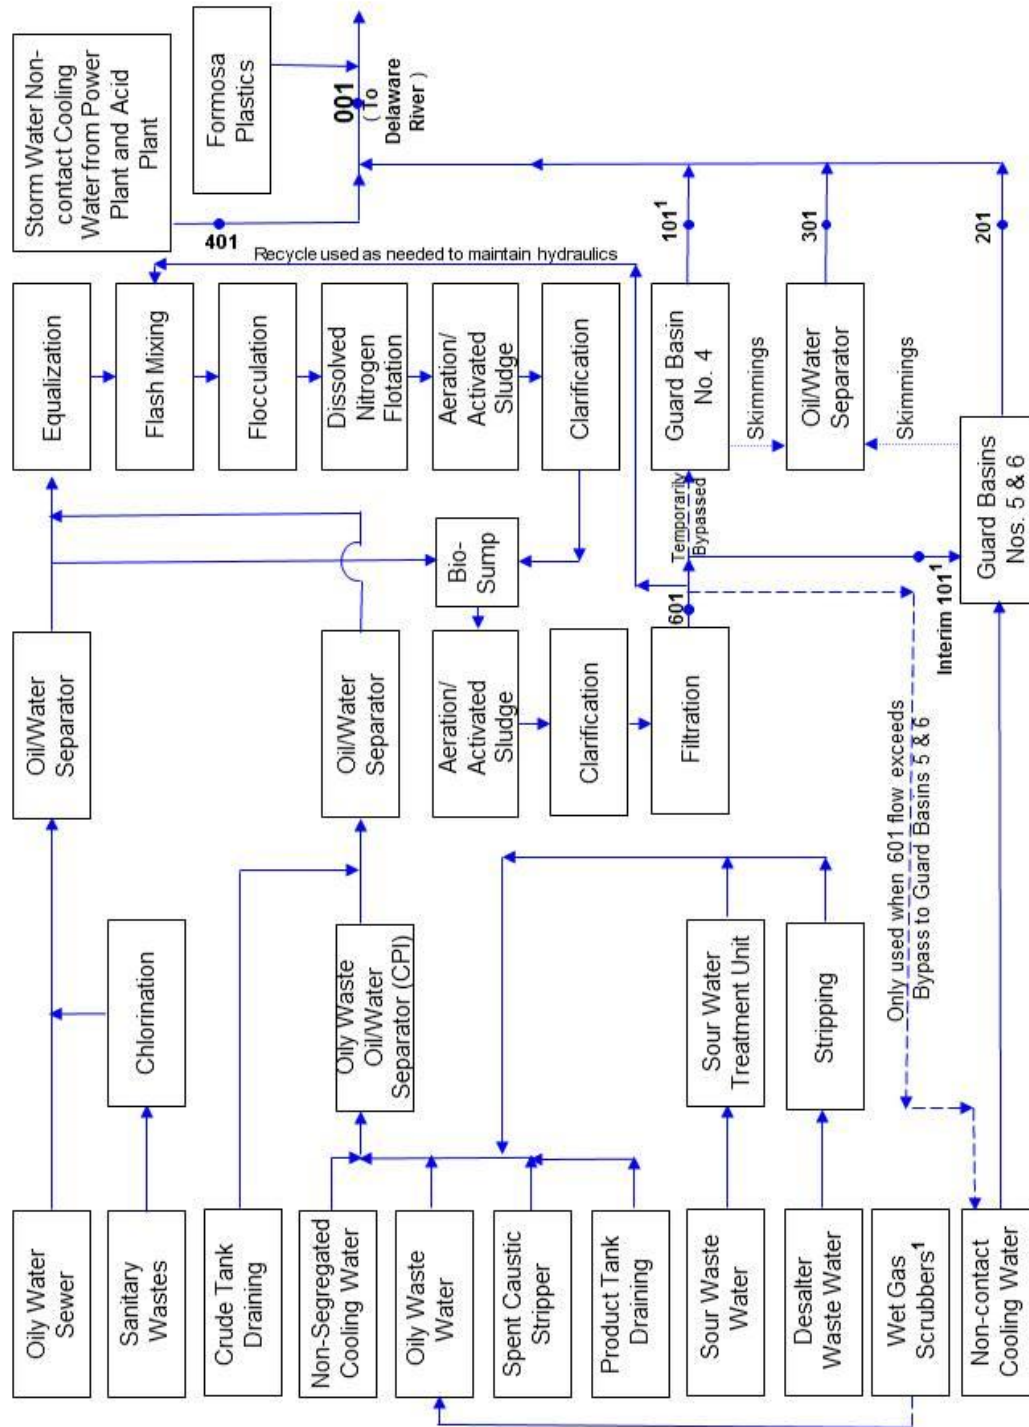 Oily Water
Sewer
Sanitary
Wastes
Crude Tank
Draining
Non-Segregated
Cooling Water
Oily Waste
Water
Spent Caustic
Stripper
Product Tank
Draining
Sour Waste
Water
Desalter
Waste Water
Wet Gas
Scrubbers¹
Non-contact
Cooling Water
Chlorination
Oily Waste
Oil/Water
Separator (CPI)
Sour Water
Treatment Unit
Stripping
Only used when 601 flow exceeds
Bypass to Guard Basins 5 & 6
Oil/Water
Separator
Oil/Water
Separator
Aeration/
Activated
Sludge
Clarification
Filtration
601
Bio-
Sump
Interim 101¹
Temporarily
Bypassed
Equalization
Flash Mixing
Flocculation
Dissolved
Nitrogen
Flotation
Aeration/
Activated
Sludge
Clarification
Recycle used as needed to maintain hydraulics
Guard Basin
No. 4
Skimmings
Oil/Water
Separator
Skimmings
Guard Basins
Nos. 5 & 6
401
101¹
301
201
Storm Water Non-
contact Cooling
Water from Power
Plant and Acid
Plant
Formosa
Plastics
001
( To
Delaware
River )